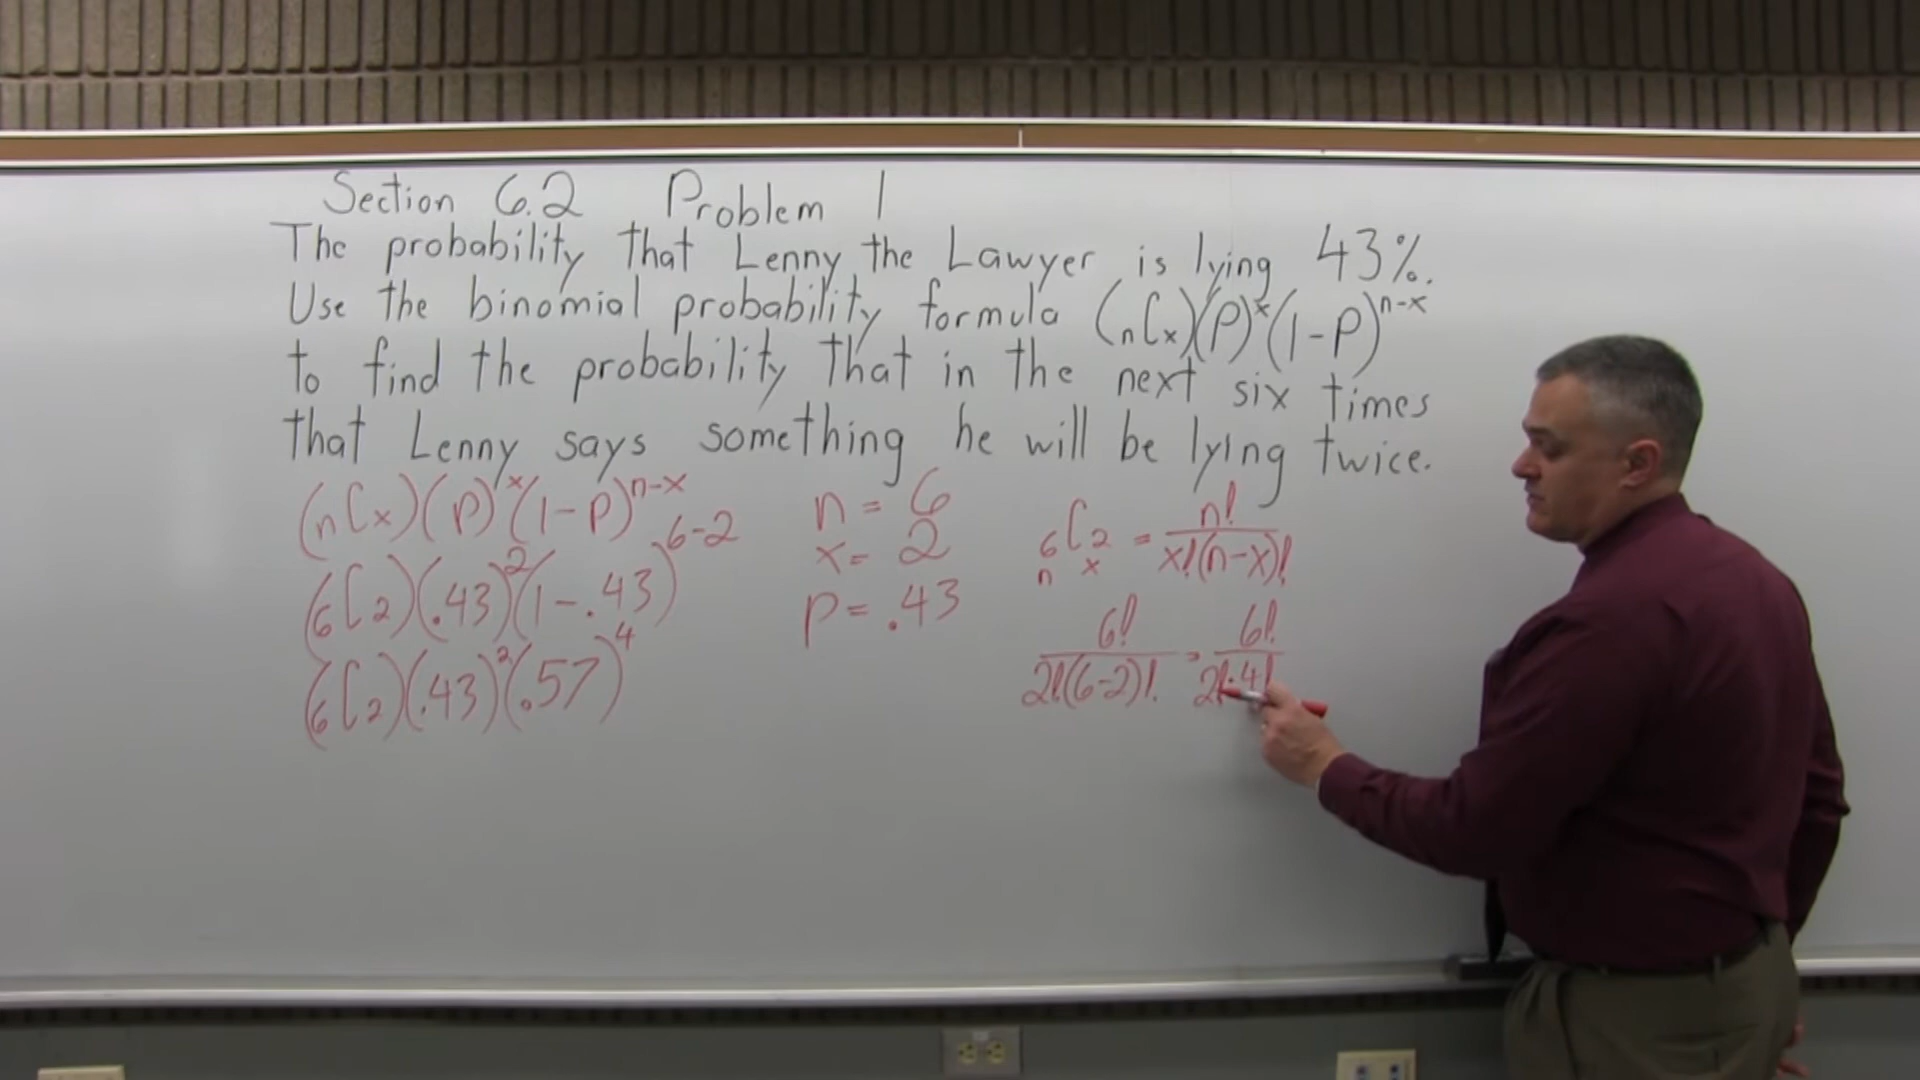 Section 6.2 Problem 1
The probability that Lenny the Lawyer is lying 43%.
Use the binomial probability formula (nCx)(P)^x(1-P)^n-x
to find the probability that in the next six times
that Lenny says something he will be lying twice.
(nCx)(P)^x(1-P)^n-x
(6C2)(.43)^2(1-.43)^6-2
(6C2)(.43)^2(.57)^4
n = 6
x = 2
P = .43
6C2 = n!/x!(n-x)!
n x
6!/2!(6-2)! = 6!/2!·4!